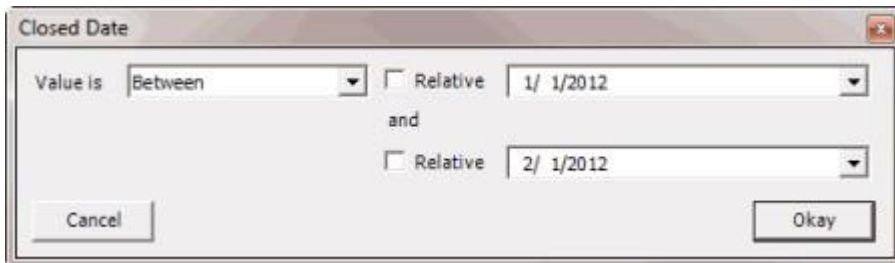 Closed Date
Value is Between Relative 1/ 1/2012
and
Relative 2/ 1/2012
Cancel Okay